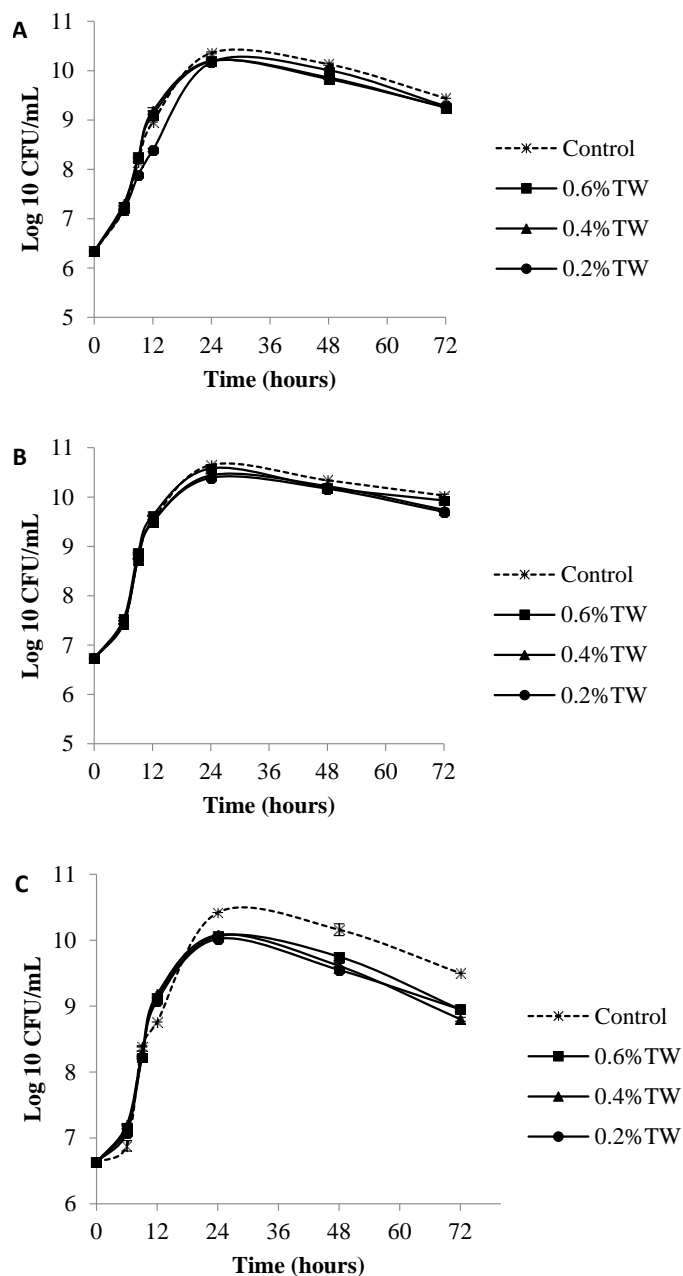 A
11
10
9
8
7
6
5
Log 10 CFU/mL
0 12 24 36 48 60 72
Time (hours)
Control
0.6%TW
0.4%TW
0.2%TW
B
11
10
9
8
7
6
5
Log 10 CFU/mL
0 12 24 36 48 60 72
Time (hours)
Control
0.6%TW
0.4%TW
0.2%TW
C
11
10
9
8
7
6
Log 10 CFU/mL
0 12 24 36 48 60 72
Time (hours)
Control
0.6%TW
0.4%TW
0.2%TW